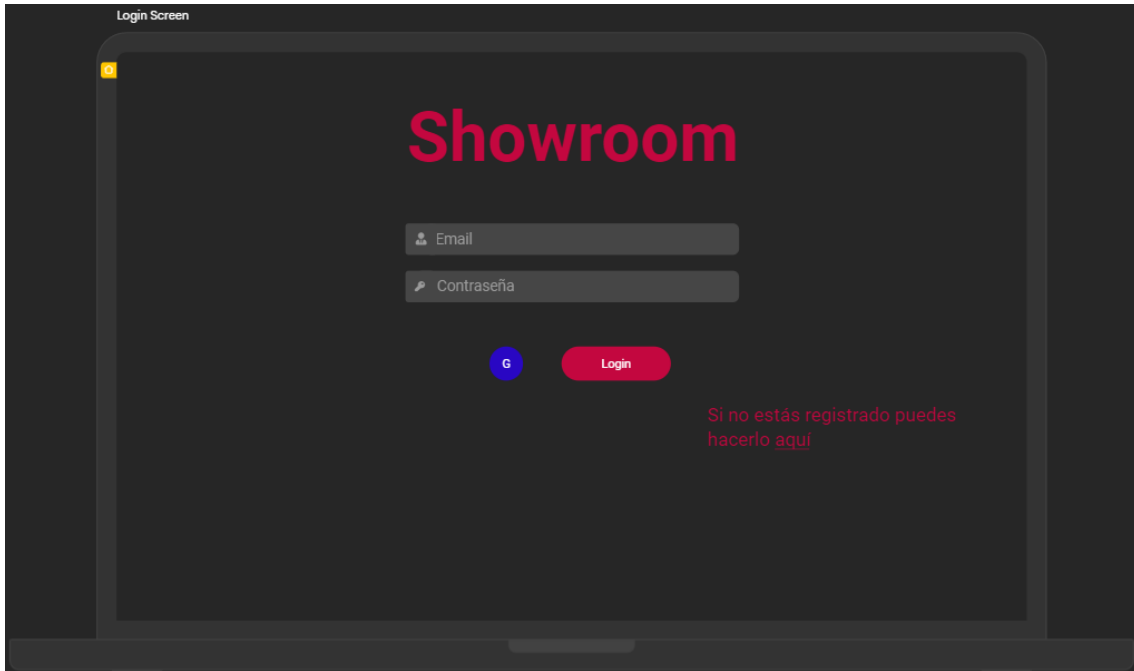 Login Screen
Showroom
Email
Contraseña
G
Login
Si no estás registrado puedes
hacerlo aquí